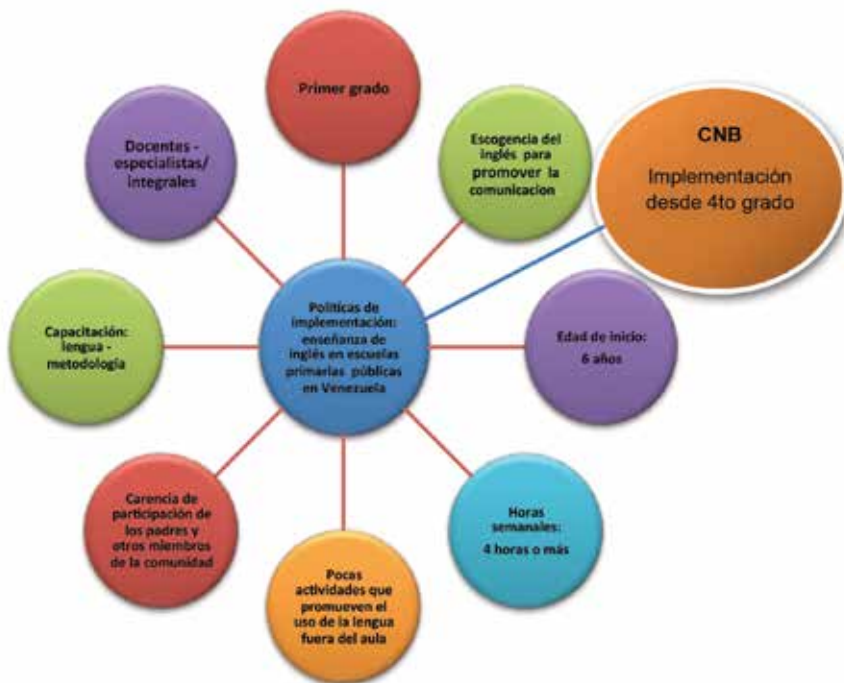 Primer grado
Escogencia del
inglés para
promover la
comunicacion
CNB
Implementación
desde 4to grado
Edad de inicio:
6 años
Horas
semanales:
4 horas o más
Pocas
actividades que
promueven el
uso de la lengua
fuera del aula
Carencia de
participación de
los padres y
otros miembros
de la comunidad
Capacitación:
lengua -
metodología
Docentes -
especialistas/
integrales
Políticas de
implementación:
enseñanza de
inglés en escuelas
primarias públicas
en Venezuela